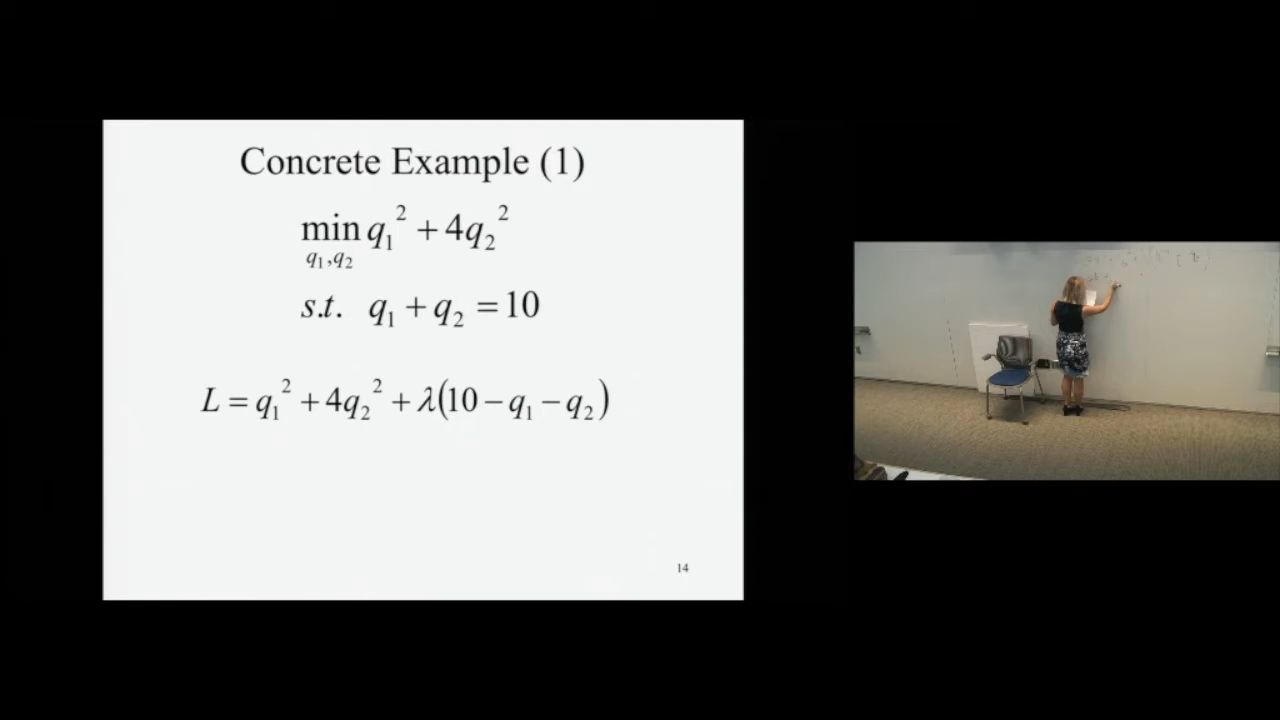 Concrete Example (1)
min q₁² + 4q₂²
q₁,q₂
s.t. q₁ + q₂ = 10
L = q₁² + 4q₂² + λ(10 − q₁ − q₂)
14